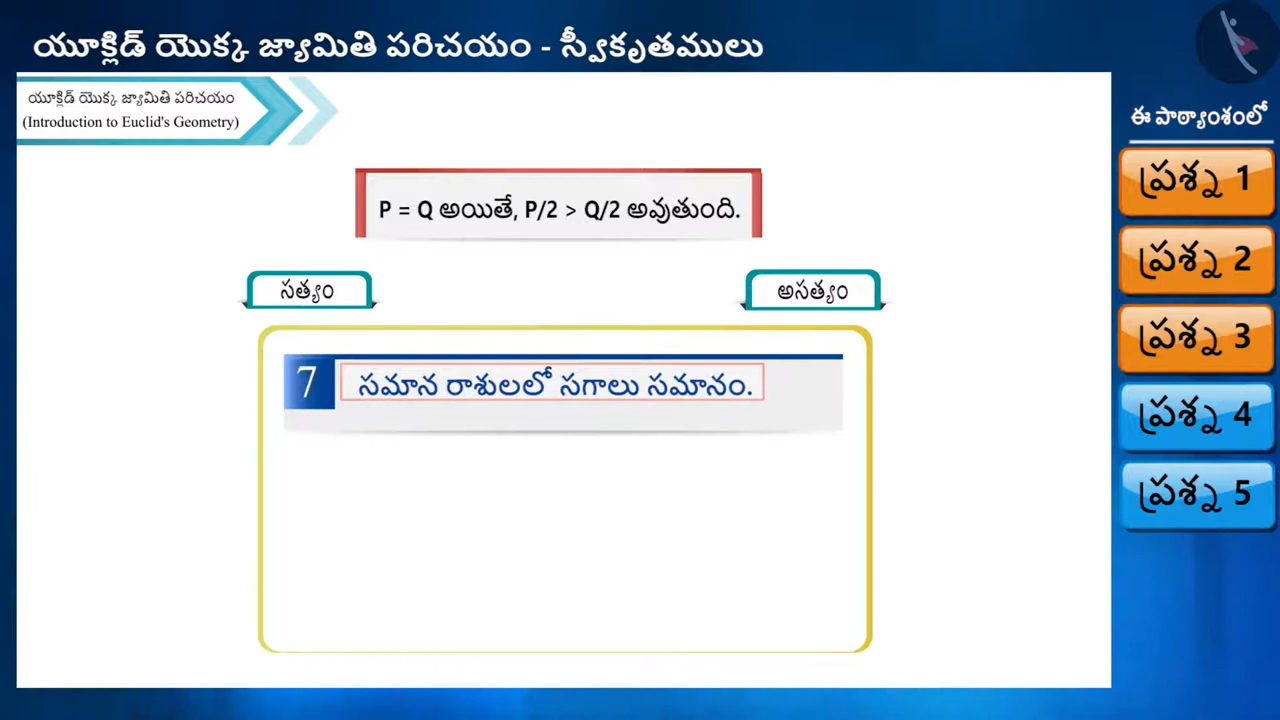 యూక్లిడ్ యొక్క జ్యామితి పరిచయం - స్వీకృతములు
యూక్లిడ్ యొక్క జ్యామితి పరిచయం
(Introduction to Euclid's Geometry)
P = Q అయితే, P/2 > Q/2 అవుతుంది.
సత్యం
అసత్యం
7 సమాన రాశులలో సగాలు సమానం.
ఈ పాఠ్యాంశంలో
ప్రశ్న 1
ప్రశ్న 2
ప్రశ్న 3
ప్రశ్న 4
ప్రశ్న 5